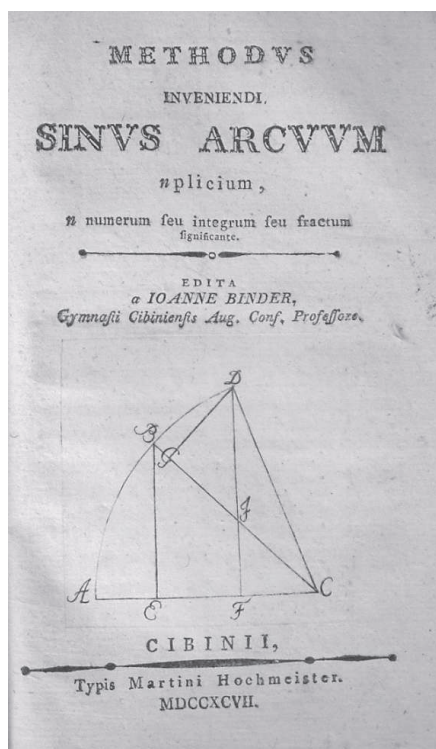 METHODVS
INVENIENDI
SINVS ARCVVM
nplicium,
n numerum ſeu integrum ſeu fractum
ſignificante.
EDITA
a IOANNE BINDER,
Gymnaſii Cibinienſis Aug. Conf. Profeſſore.
D
B
G
J
A
E
F
C
CIBINII,
Typis Martini Hochmeister.
MDCCXCVII.